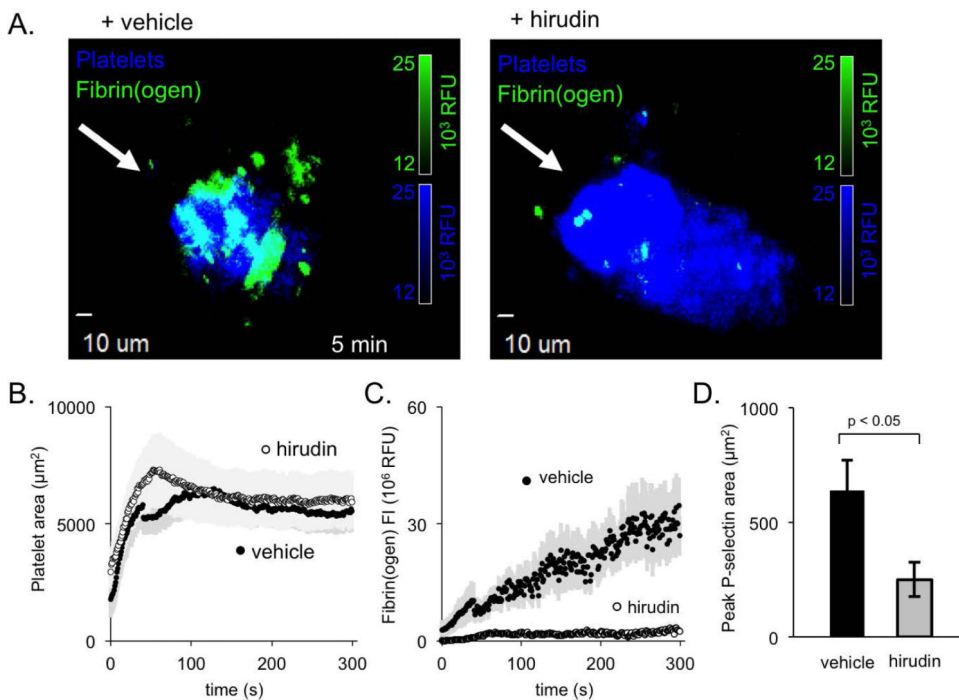 A.
+ vehicle
+ hirudin
Platelets
Fibrin(ogen)
25
12
10³ RFU
25
12
10³ RFU
10 um
5 min
Platelets
Fibrin(ogen)
25
12
10³ RFU
25
12
10³ RFU
10 um
B.
Platelet area (µm²)
10000
5000
0
hirudin
vehicle
0
100
200
300
time (s)
C.
Fibrin(ogen) FI (10⁶ RFU)
60
30
0
vehicle
hirudin
0
100
200
300
time (s)
D.
Peak P-selectin area (µm²)
1000
500
0
p < 0.05
vehicle
hirudin